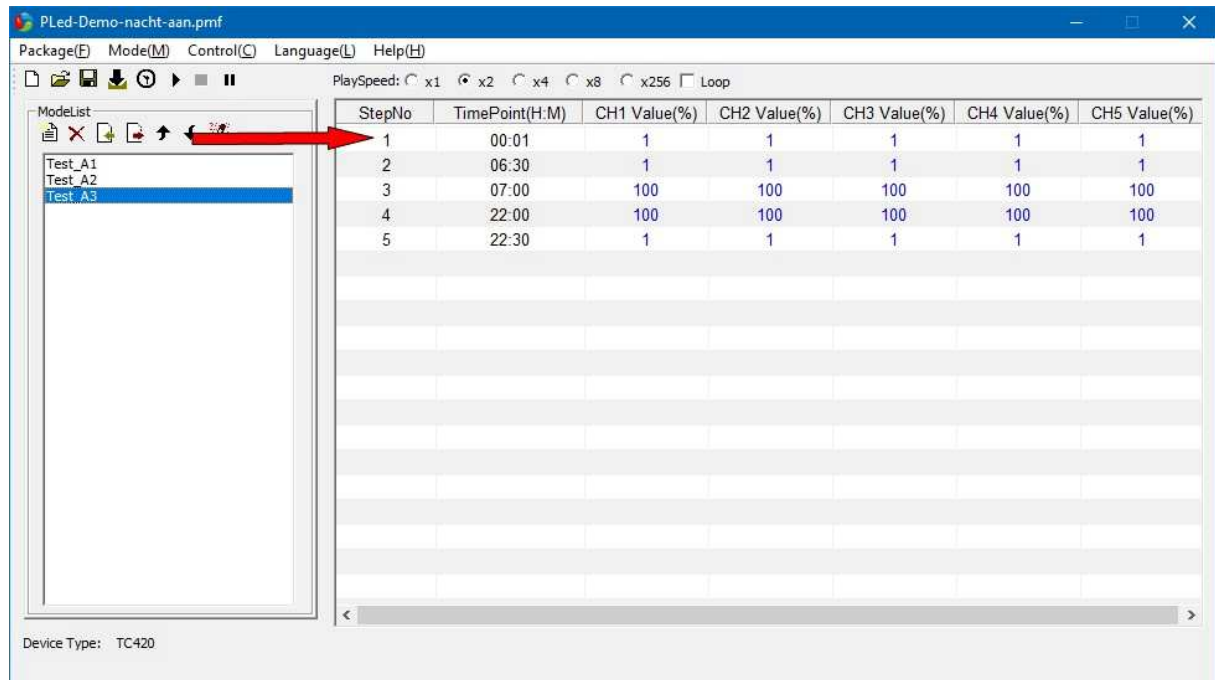 PLed-Demo-nacht-aan.pmf
Package(F) Mode(M) Control(C) Language(L) Help(H)
PlaySpeed: x1 x2 x4 x8 x256 Loop
ModeList
Test_A1
Test_A2
Test_A3
StepNo TimePoint(H:M) CH1 Value(%) CH2 Value(%) CH3 Value(%) CH4 Value(%) CH5 Value(%)
1 00:01 1 1 1 1 1
2 06:30 1 1 1 1 1
3 07:00 100 100 100 100 100
4 22:00 100 100 100 100 100
5 22:30 1 1 1 1 1
Device Type: TC420